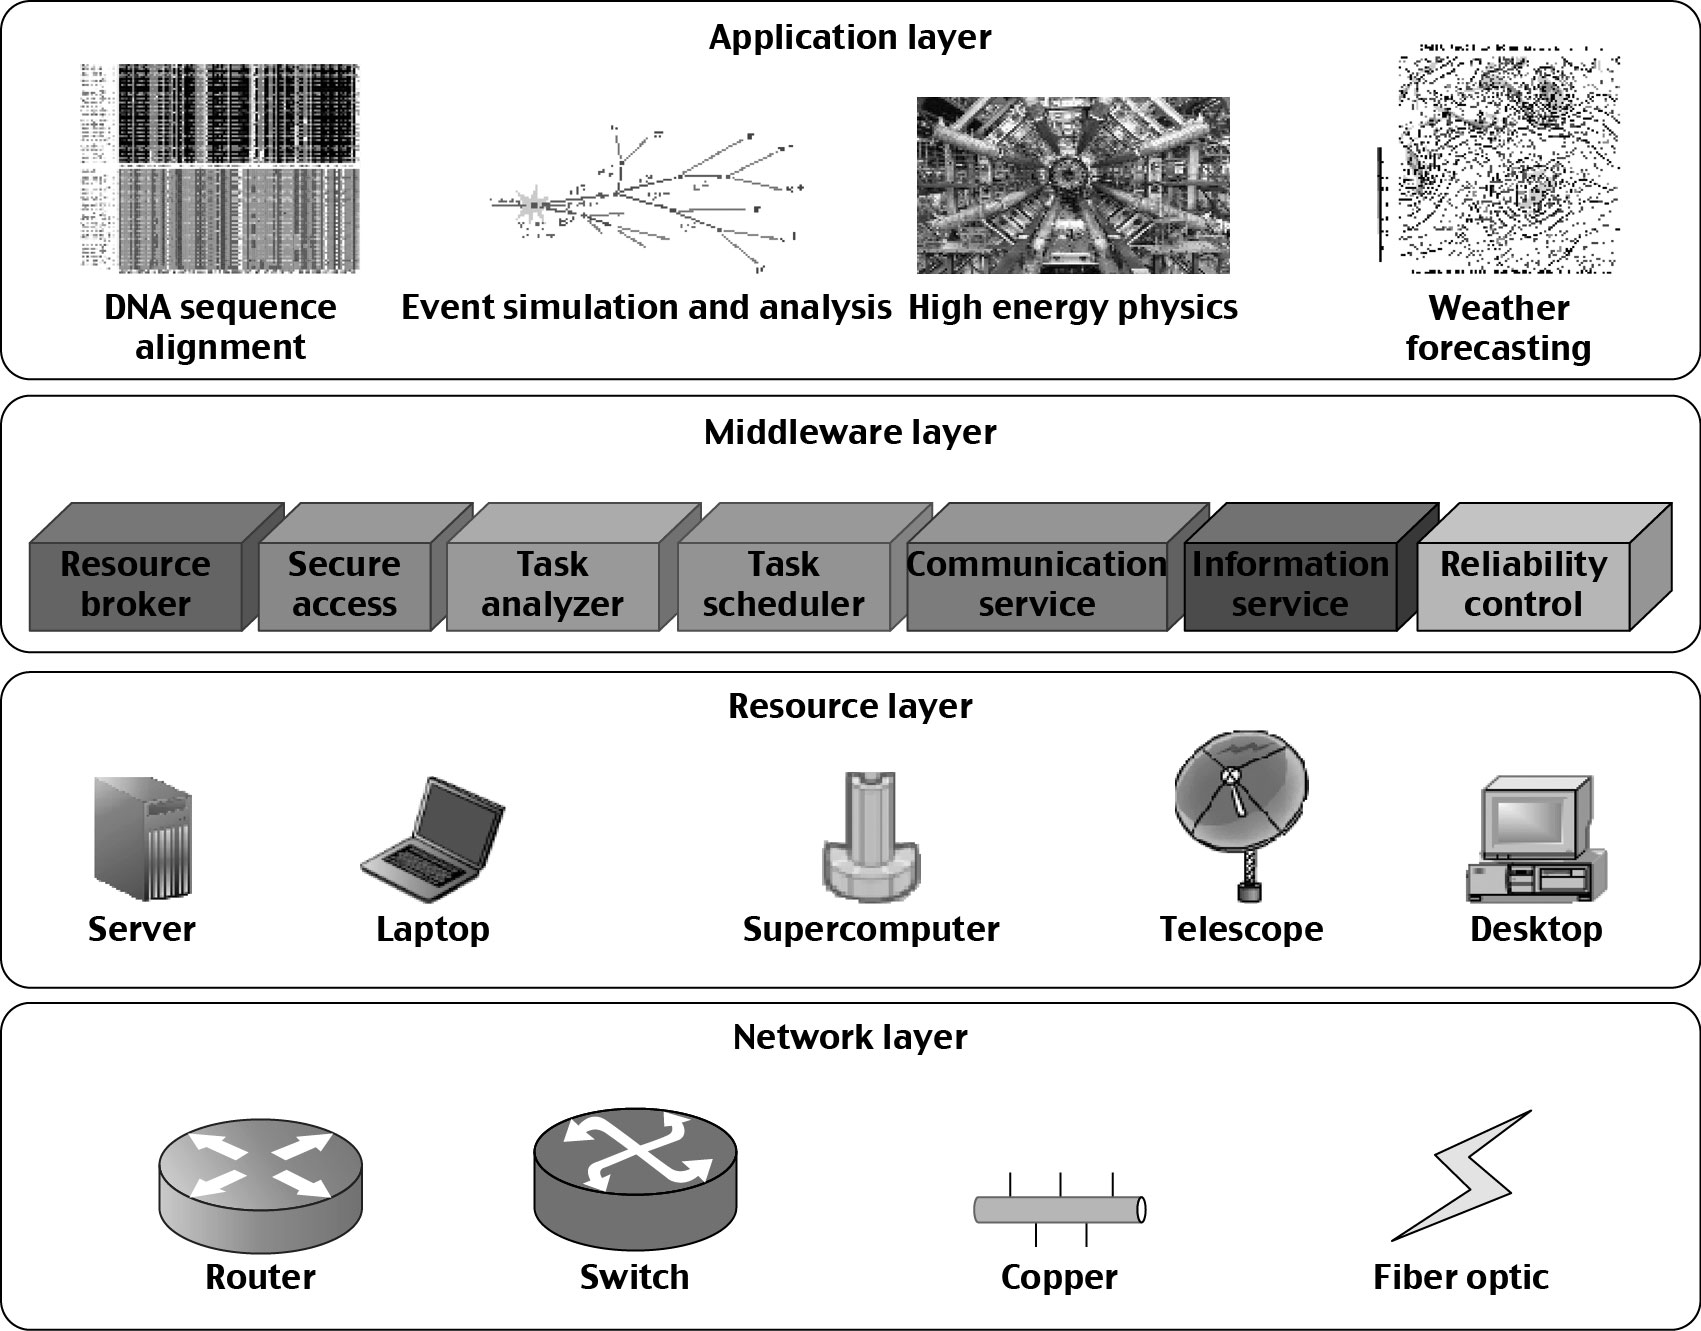 Application layer
DNA sequence
alignment
Event simulation and analysis
High energy physics
Weather
forecasting
Middleware layer
Resource
broker
Secure
access
Task
analyzer
Task
scheduler
Communication
service
Information
service
Reliability
control
Resource layer
Server
Laptop
Supercomputer
Telescope
Desktop
Network layer
Router
Switch
Copper
Fiber optic